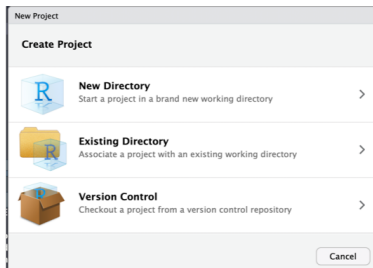 New Project
Create Project
R
New Directory
Start a project in a brand new working directory
R
Existing Directory
Associate a project with an existing working directory
Version Control
Checkout a project from a version control repository
Cancel